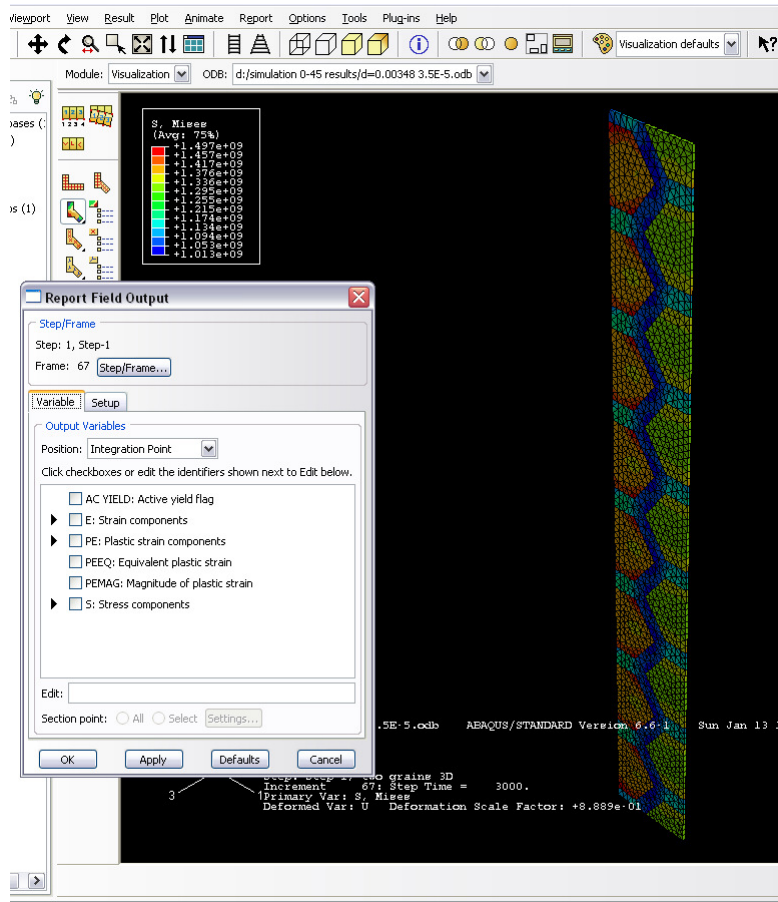 Viewport View Result Plot Animate Report Options Tools Plug-ins Help
Visualization defaults
Module: Visualization ODB: d:/simulation 0-45 results/d=0.00348 3.5E-5.odb
S, Mises
(Avg: 75%)
+1.497e+09
+1.457e+09
+1.417e+09
+1.376e+09
+1.336e+09
+1.295e+09
+1.255e+09
+1.215e+09
+1.174e+09
+1.134e+09
+1.094e+09
+1.053e+09
+1.013e+09
Report Field Output
Step/Frame
Step: 1, Step-1
Frame: 67 Step/Frame...
Variable Setup
Output Variables
Position: Integration Point
Click checkboxes or edit the identifiers shown next to Edit below.
AC YIELD: Active yield flag
E: Strain components
PE: Plastic strain components
PEEQ: Equivalent plastic strain
PEMAG: Magnitude of plastic strain
S: Stress components
Edit:
Section point: All Select Settings...
OK Apply Defaults Cancel
.5E-5.odb ABAQUS/STANDARD Version 6.6-1 Sun Jan 13
grains 3D
Increment 67: Step Time = 3000.
3 1 Primary Var: S, Mises
Deformed Var: U Deformation Scale Factor: +8.889e-01